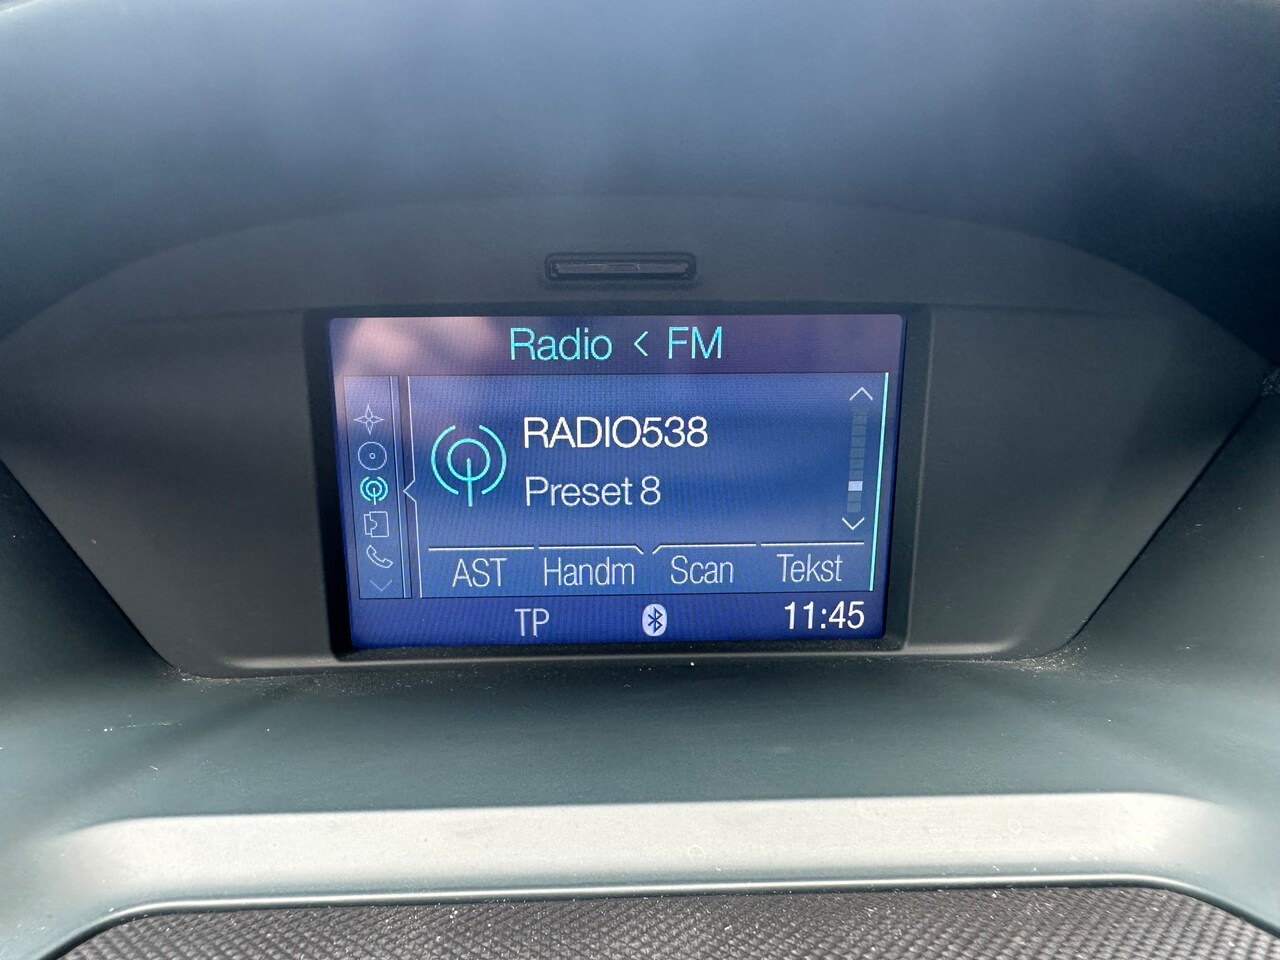 Radio < FM
RADIO538
Preset 8
AST Handm Scan Tekst
TP 11:45